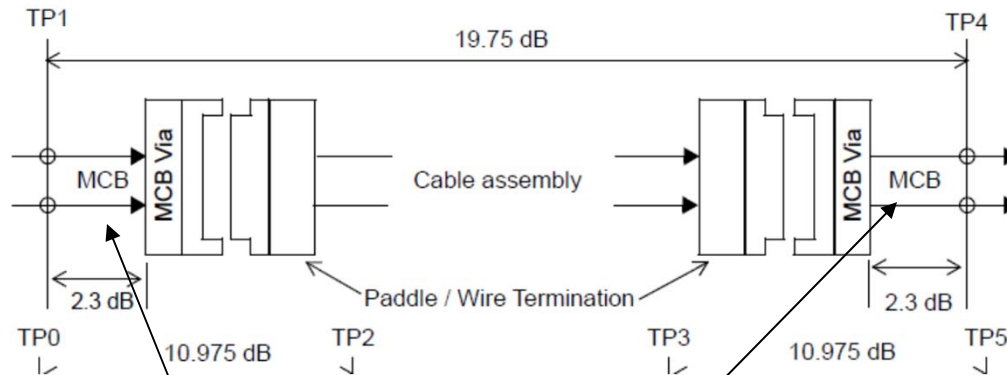 TP1 TP4
19.75 dB
MCB MCB Via Cable assembly MCB Via MCB
2.3 dB Paddle / Wire Termination 2.3 dB
TP0 10.975 dB TP2 TP3 10.975 dB TP5